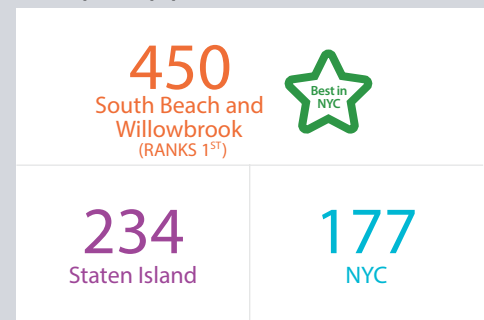 450
South Beach and
Willowbrook
(RANKS 1ST)
Best in
NYC
234
Staten Island
177
NYC